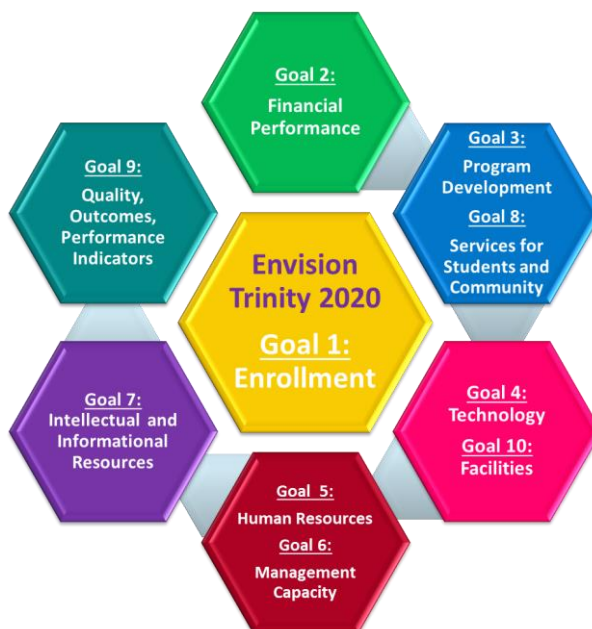 Goal 2:
Financial
Performance
Goal 3:
Program
Development
Goal 8:
Services for
Students and
Community
Goal 9:
Quality,
Outcomes,
Performance
Indicators
Envision
Trinity 2020
Goal 1:
Enrollment
Goal 7:
Intellectual and
Informational
Resources
Goal 4:
Technology
Goal 10:
Facilities
Goal 5:
Human Resources
Goal 6:
Management
Capacity